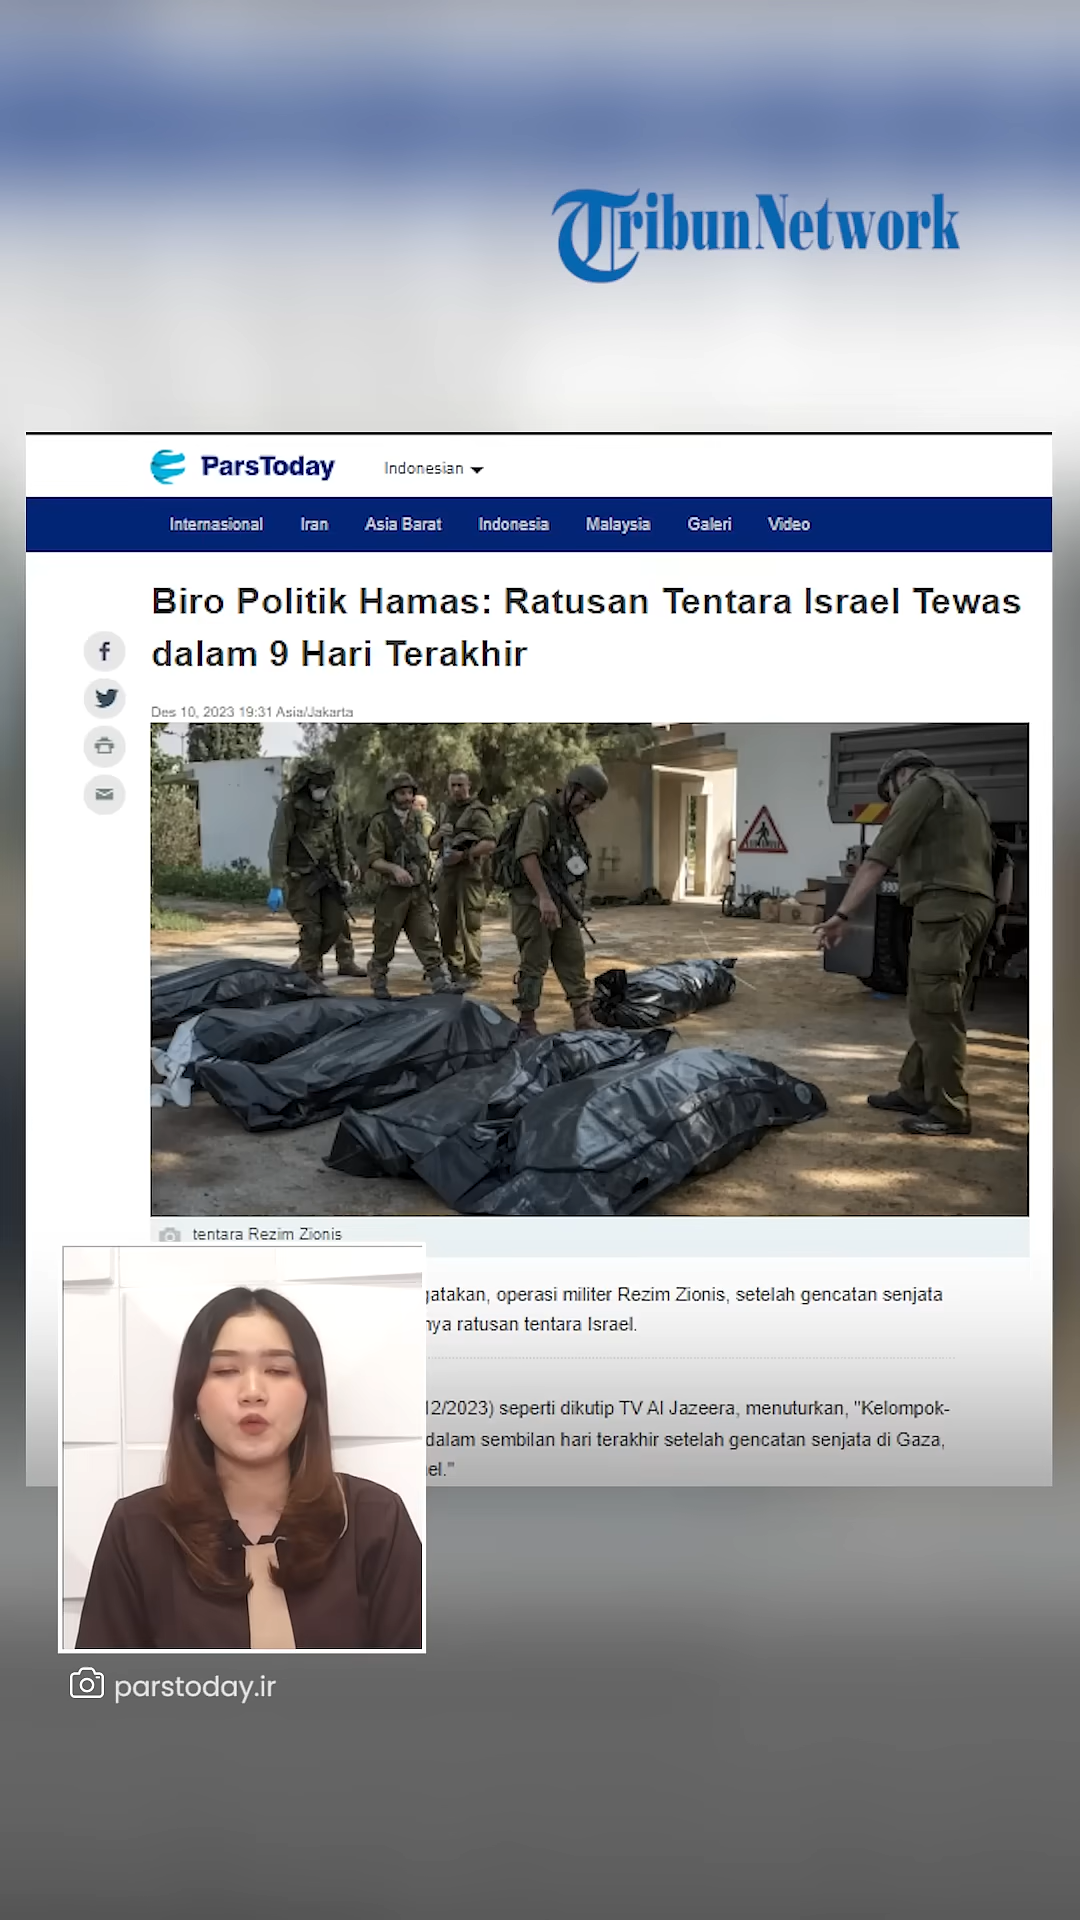 TribunNetwork
ParsToday
Indonesian
Internasional Iran Asia Barat Indonesia Malaysia Galeri Video
Biro Politik Hamas: Ratusan Tentara Israel Tewas
dalam 9 Hari Terakhir
Des 10, 2023 19:31 Asia/Jakarta
990
tentara Rezim Zionis
gatakan, operasi militer Rezim Zionis, setelah gencatan senjata
nya ratusan tentara Israel.
12/2023) seperti dikutip TV Al Jazeera, menuturkan, "Kelompok-
dalam sembilan hari terakhir setelah gencatan senjata di Gaza,
el."
parstoday.ir